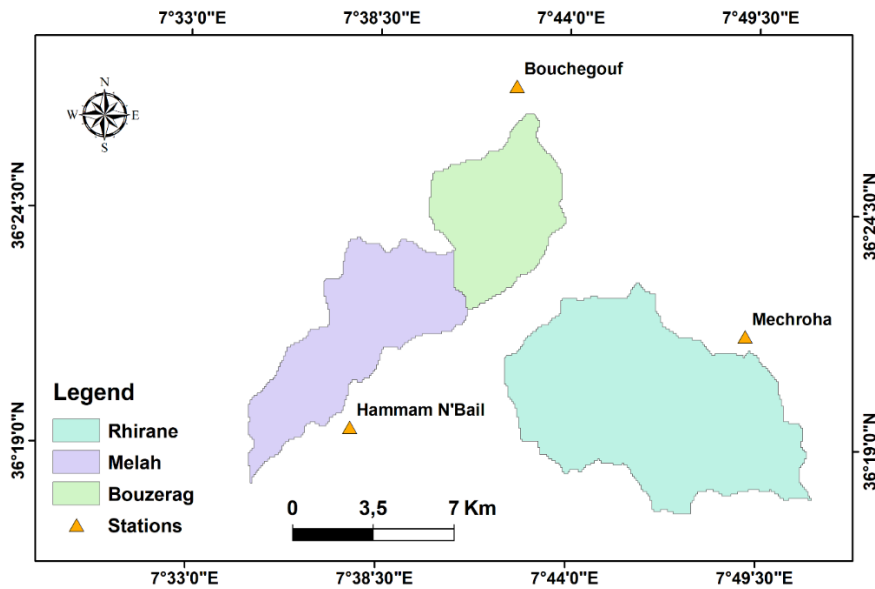 7°33'0"E 7°38'30"E 7°44'0"E 7°49'30"E
Bouchegouf
N
W E
S
36°24'30"N 36°24'30"N
Mechroha
Legend
Rhirane
Hammam N'Bail
Melah
36°19'0"N 36°19'0"N
Bouzerag
Stations
0 3,5 7 Km
7°33'0"E 7°38'30"E 7°44'0"E 7°49'30"E